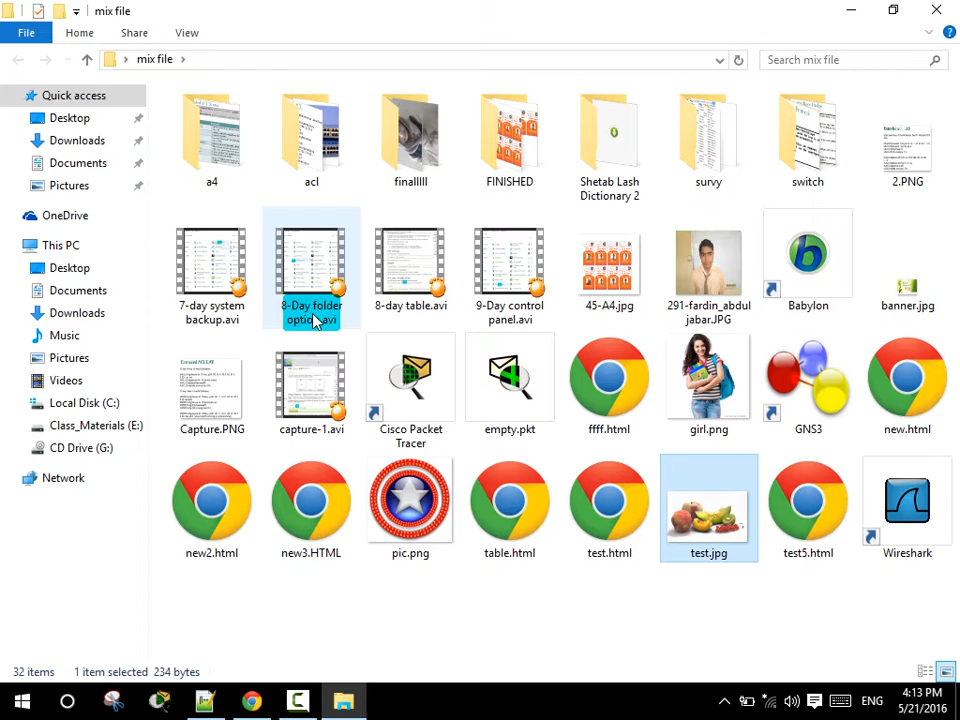 mix file
File Home Share View
mix file
Search mix file
Quick access
Desktop
Downloads
Documents
Pictures
OneDrive
This PC
Desktop
Documents
Downloads
Music
Pictures
Videos
Local Disk (C:)
Class_Materials (E:)
CD Drive (G:)
Network
a4
acl
finalllll
FINISHED
Shetab Lash
Dictionary 2
survy
switch
2.PNG
7-day system
backup.avi
8-Day folder
option.avi
8-day table.avi
9-Day control
panel.avi
45-A4.jpg
291-fardin_abdul
jabar.JPG
Babylon
banner.jpg
Capture.PNG
capture-1.avi
Cisco Packet
Tracer
empty.pkt
ffff.html
girl.png
GNS3
new.html
new2.html
new3.HTML
pic.png
table.html
test.html
test.jpg
test5.html
Wireshark
32 items 1 item selected 234 bytes
ENG
4:13 PM
5/21/2016